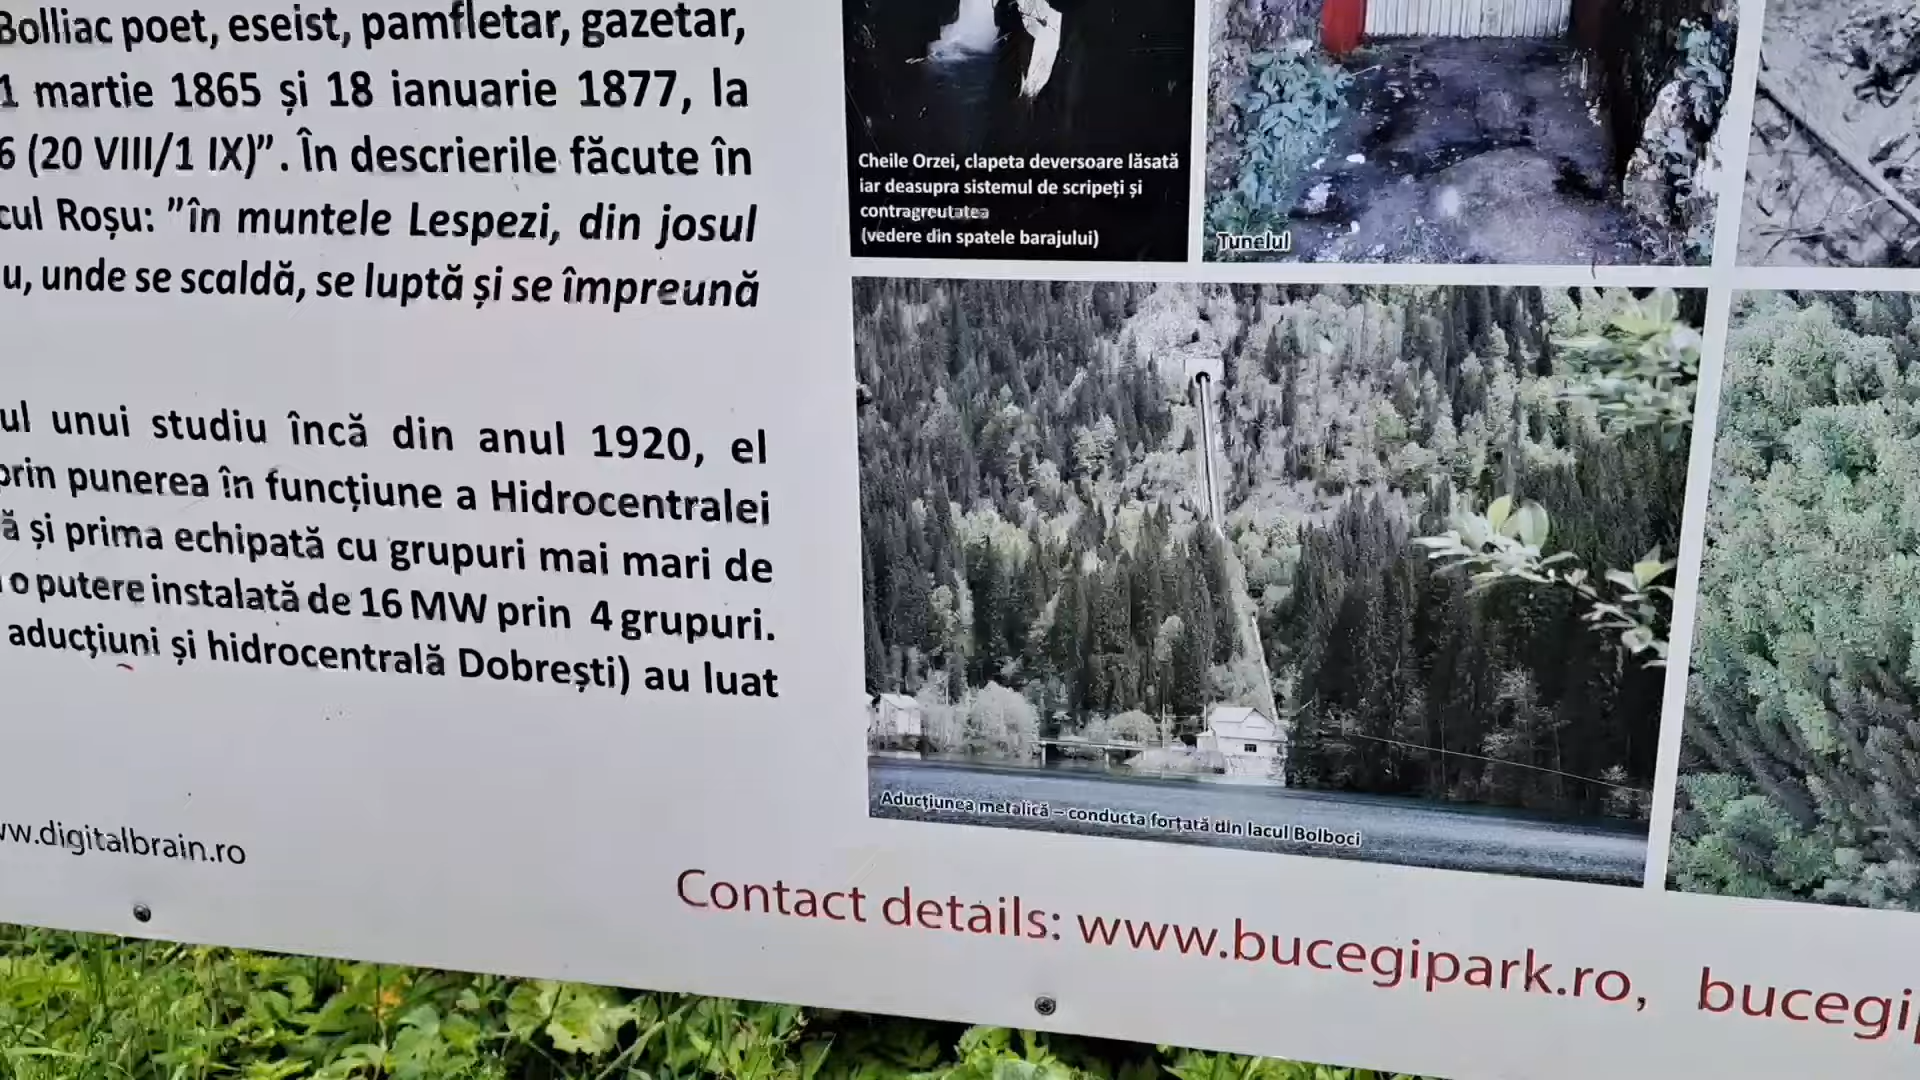 Bolliac poet, eseist, pamfletar, gazetar,
1 martie 1865 și 18 ianuarie 1877, la
6 (20 VIII/1 IX)”. În descrierile făcute în
cul Roșu: ”în muntele Lespezi, din josul
u, unde se scaldă, se luptă și se împreună
ul unui studiu încă din anul 1920, el
prin punerea în funcțiune a Hidrocentralei
ă și prima echipată cu grupuri mai mari de
o putere instalată de 16 MW prin 4 grupuri.
aducțiuni și hidrocentrală Dobrești) au luat
ww.digitalbrain.ro
Cheile Orzei, clapeta deversoare lăsată
iar deasupra sistemul de scripeți și
contragreutatea
(vedere din spatele barajului)
Tunelul
Aducțiunea metalică – conducta forțată din lacul Bolboci
Contact details: www.bucegipark.ro, bucegi